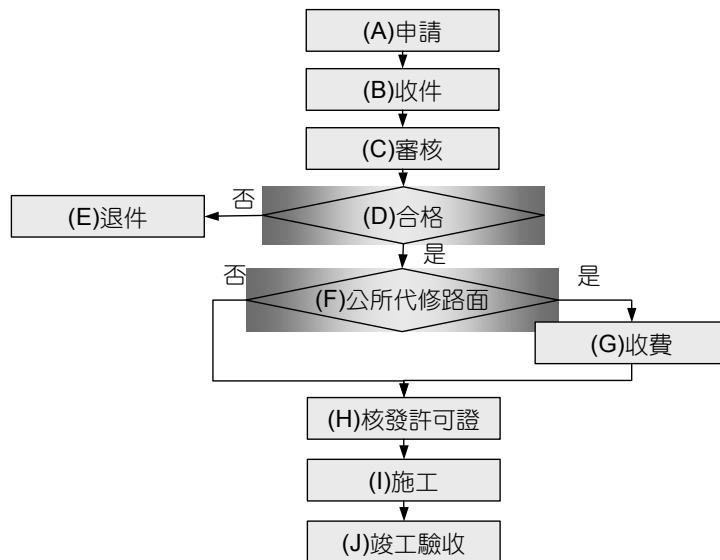 (A)申請
(B)收件
(C)審核
否
(D)合格
(E)退件
是
否
(F)公所代修路面
是
(G)收費
(H)核發許可證
(I)施工
(J)竣工驗收